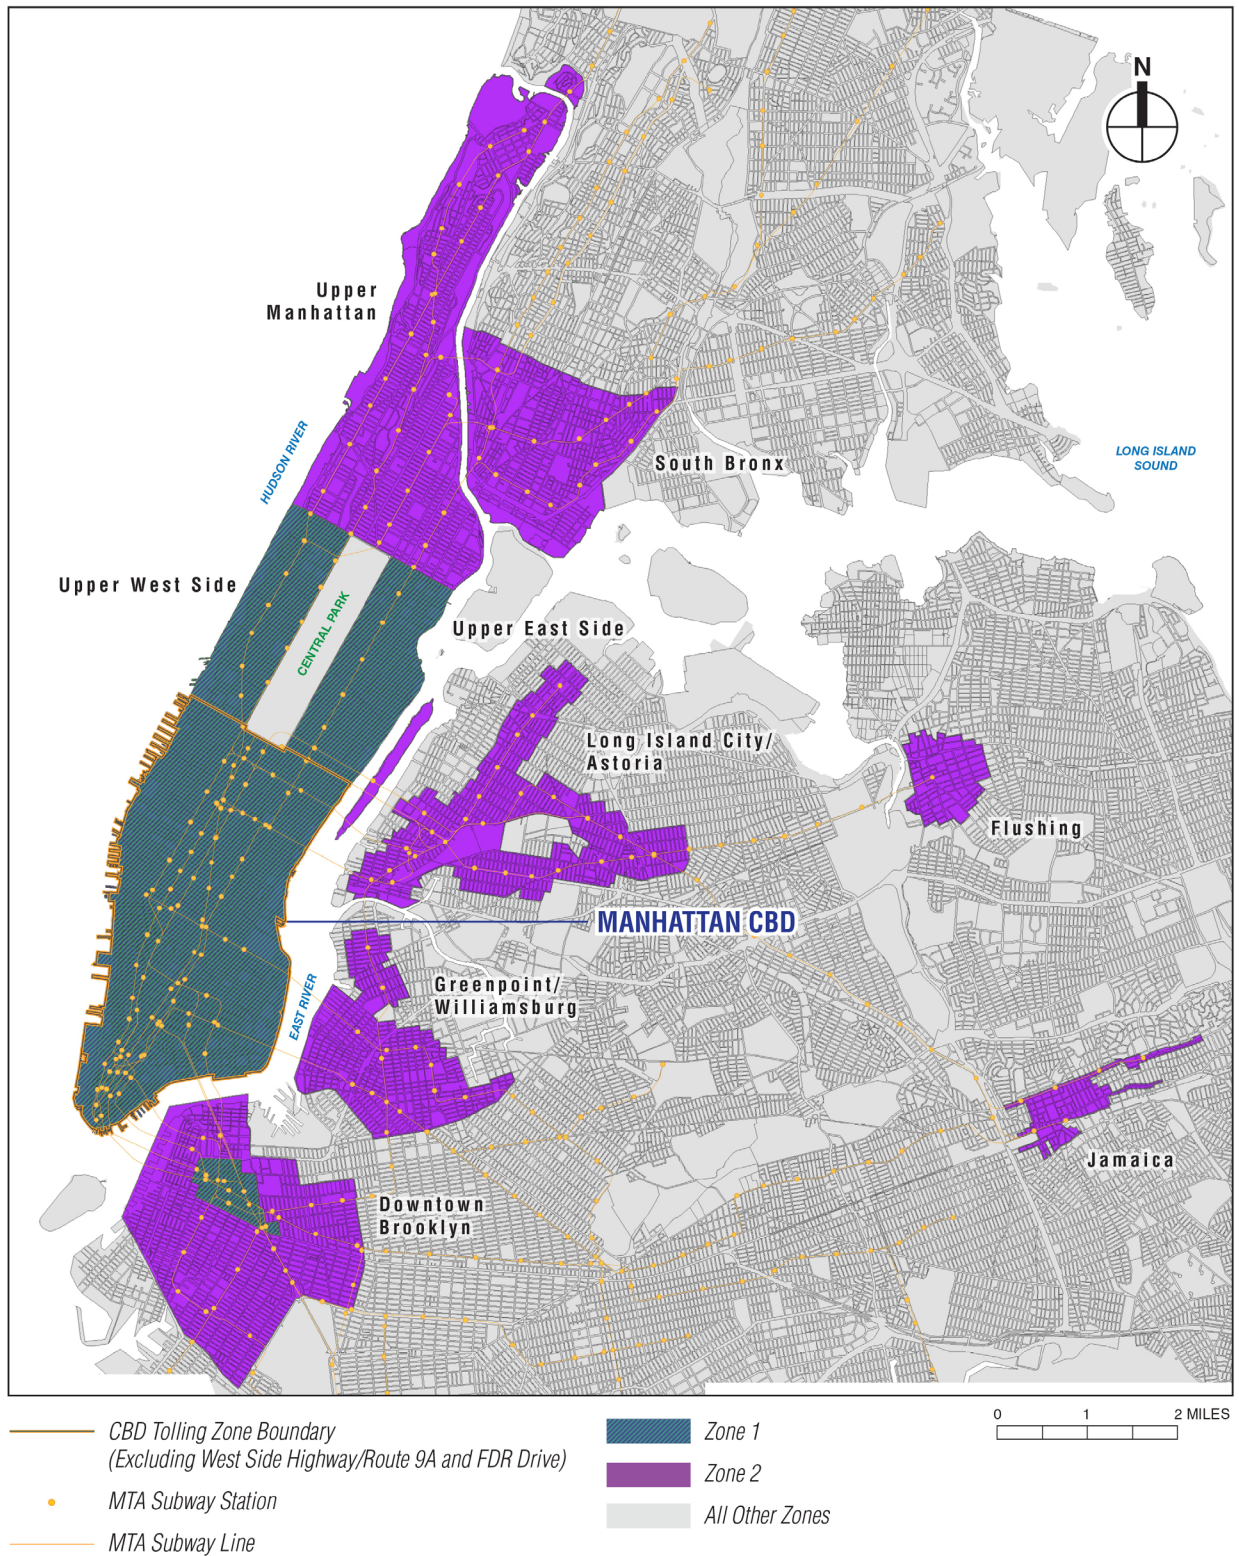 N
Upper
Manhattan
HUDSON RIVER
South Bronx
LONG ISLAND
SOUND
Upper West Side
CENTRAL PARK
Upper East Side
Long Island City/
Astoria
Flushing
MANHATTAN CBD
EAST RIVER
Greenpoint/
Williamsburg
Jamaica
Downtown
Brooklyn
CBD Tolling Zone Boundary
(Excluding West Side Highway/Route 9A and FDR Drive)
MTA Subway Station
MTA Subway Line
Zone 1
Zone 2
All Other Zones
0 1 2 MILES